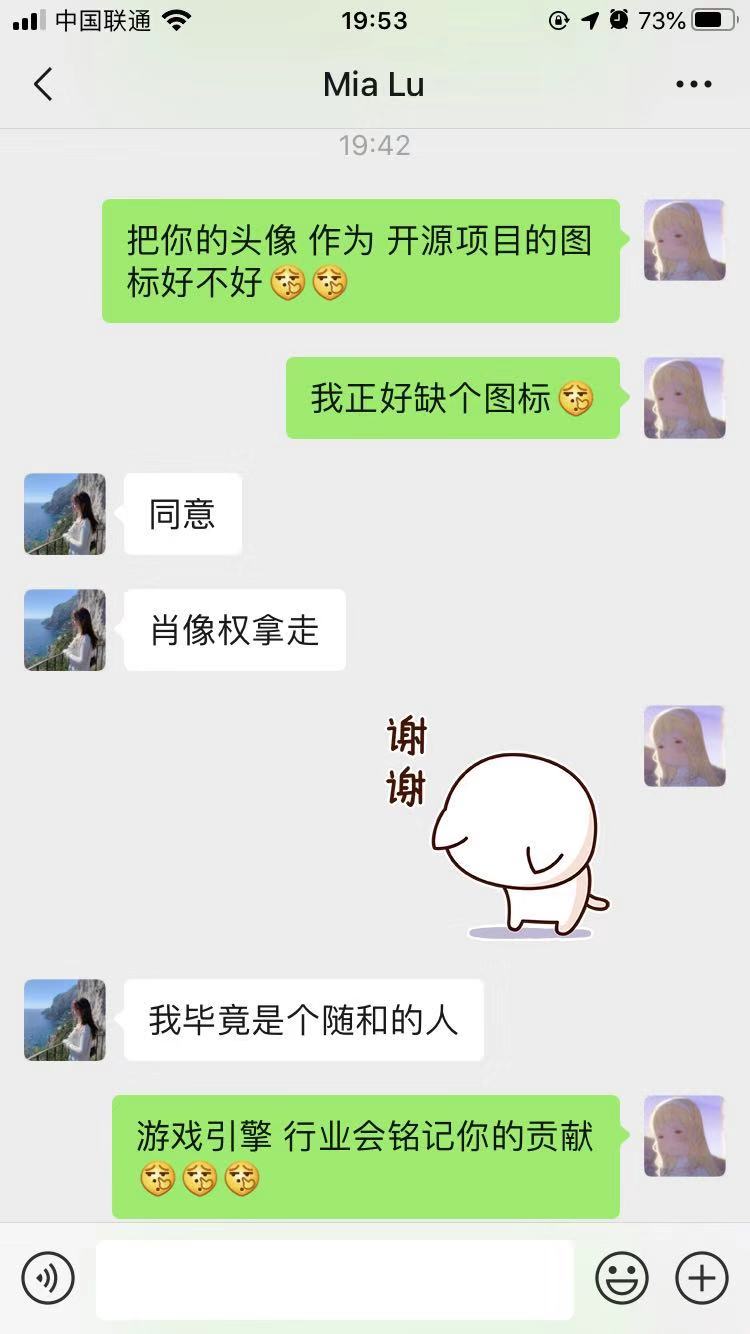 中国联通
19:53
73%
Mia Lu
19:42
把你的头像 作为 开源项目的图
标好不好
我正好缺个图标
同意
肖像权拿走
谢
谢
我毕竟是个随和的人
游戏引擎 行业会铭记你的贡献